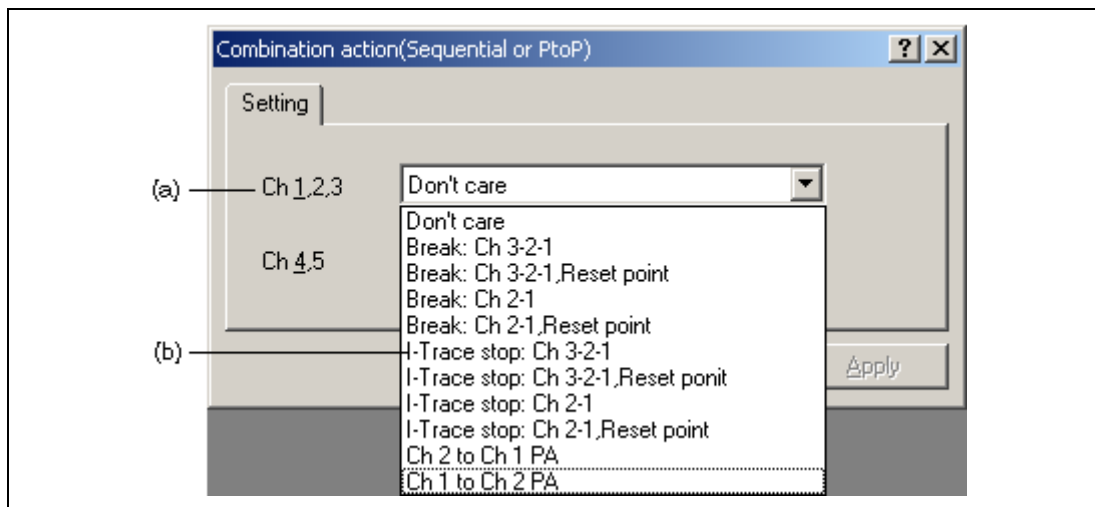 Combination action(Sequential or PtoP)
Setting
(a) Ch 1,2,3 Don't care
Don't care
Break: Ch 3-2-1
Ch 4,5
Break: Ch 3-2-1,Reset point
Break: Ch 2-1
Break: Ch 2-1,Reset point
(b) I-Trace stop: Ch 3-2-1
I-Trace stop: Ch 3-2-1,Reset ponit
Apply
I-Trace stop: Ch 2-1
I-Trace stop: Ch 2-1,Reset point
Ch 2 to Ch 1 PA
Ch 1 to Ch 2 PA